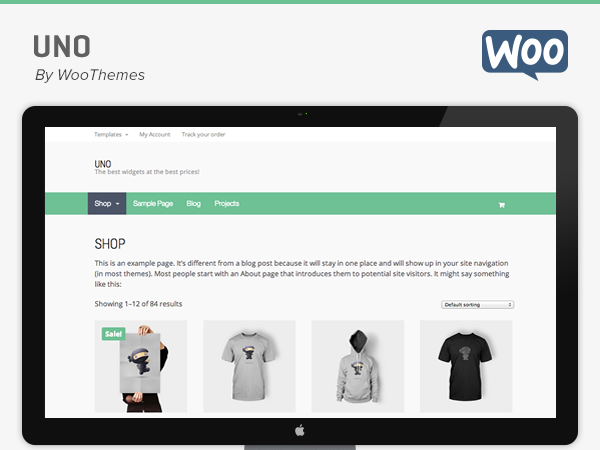 UNO
By WooThemes
Woo
Templates
My Account
Track your order
UNO
The best widgets at the best prices!
Shop
Sample Page
Blog
Projects
SHOP
This is an example page. It's different from a blog post because it will stay in one place and will show up in your site navigation
(in most themes). Most people start with an About page that introduces them to potential site visitors. It might say something
like this:
Showing 1–12 of 84 results
Default sorting
Sale!